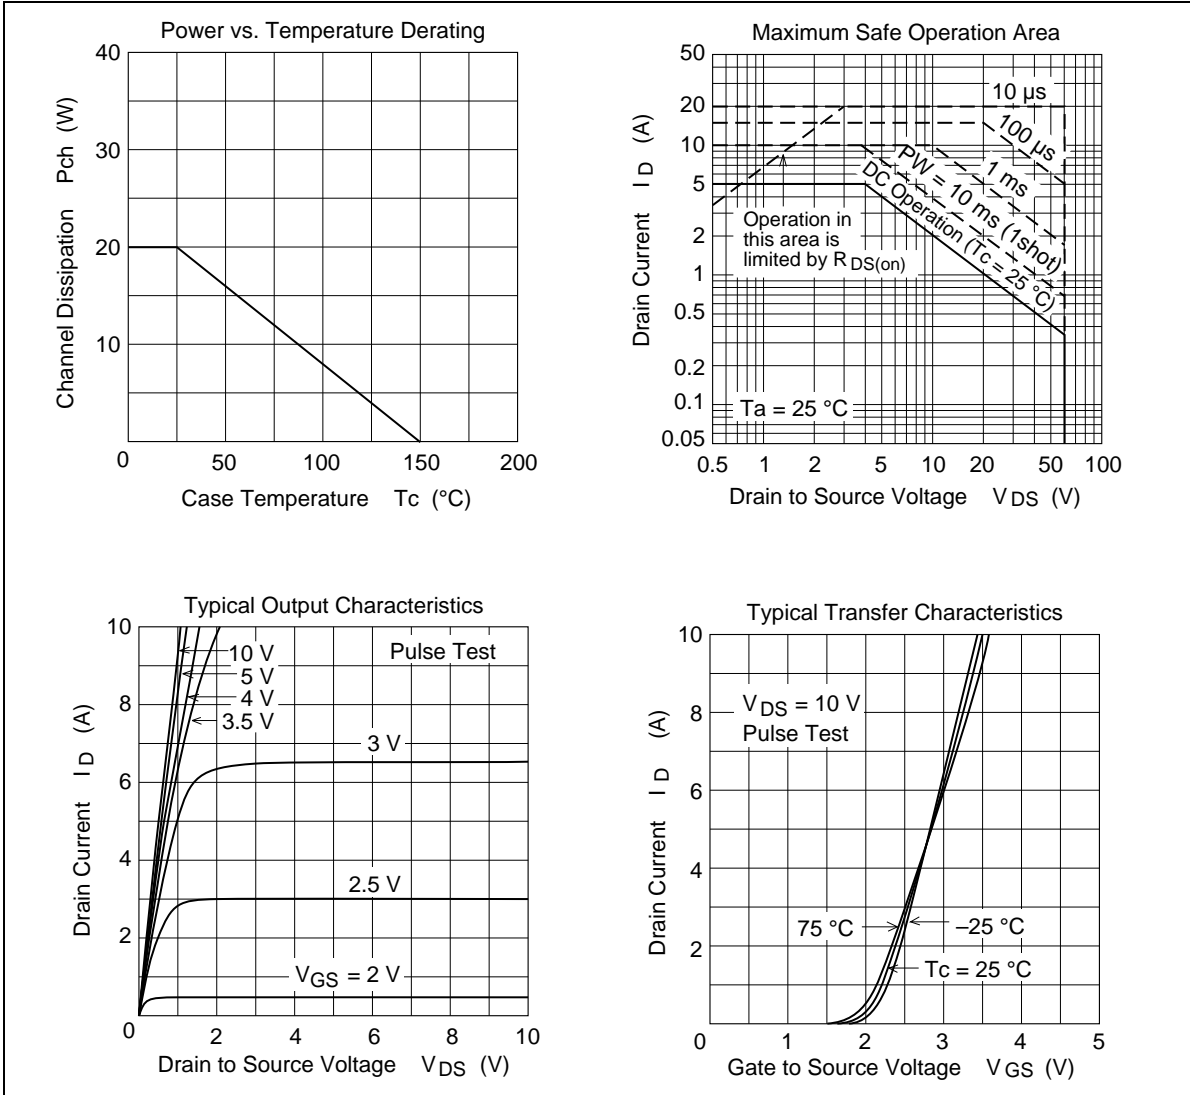 Power vs. Temperature Derating
40
30
20
10
0
50
100
150
200
Channel Dissipation Pch (W)
Case Temperature Tc (°C)
Maximum Safe Operation Area
50
20
10
5
2
1
0.5
0.2
0.1
0.05
0.5
1
2
5
10
20
50
100
Drain Current I D (A)
Drain to Source Voltage V DS (V)
10 µs
100 µs
1 ms
PW = 10 ms (1shot)
DC Operation (Tc = 25 °C)
Operation in
this area is
limited by R DS(on)
Ta = 25 °C
Typical Output Characteristics
10
8
6
4
2
0
2
4
6
8
10
Drain Current I D (A)
Drain to Source Voltage V DS (V)
Pulse Test
10 V
5 V
4 V
3.5 V
3 V
2.5 V
VGS = 2 V
Typical Transfer Characteristics
10
8
6
4
2
0
1
2
3
4
5
Drain Current I D (A)
Gate to Source Voltage V GS (V)
V DS = 10 V
Pulse Test
75 °C
–25 °C
Tc = 25 °C